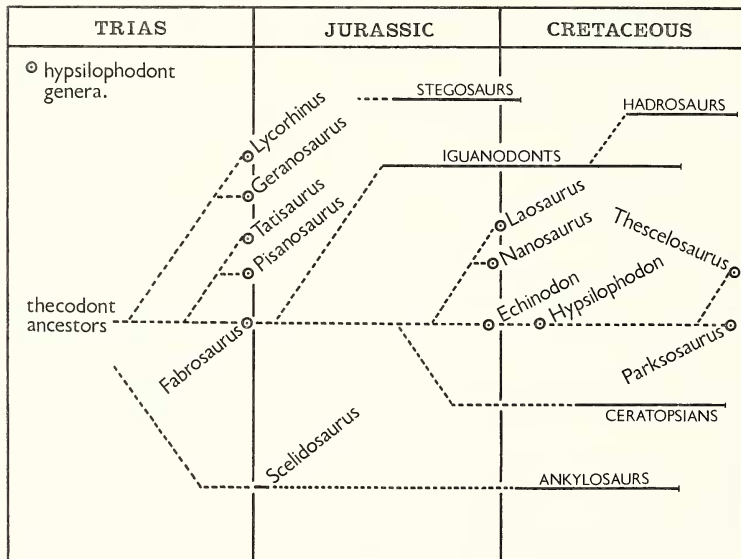 TRIAS
JURASSIC
CRETACEOUS
hypsilophodont
genera.
STEGOSAURS
HADROSAURS
Lycorhinus
Geranosaurus
IGUANODONTS
Tatisaurus
Pisanosaurus
Laosaurus
Nanosaurus
Thescelosaurus
thecodont
ancestors
Echinodon
Hypsilophodon
Fabrosaurus
Parksosaurus
CERATOPSIANS
Scelidosaurus
ANKYLOSAURS